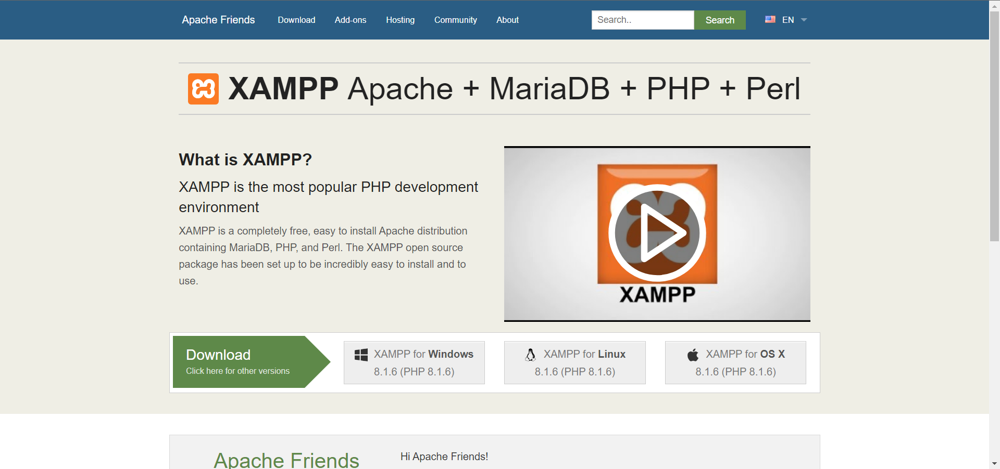 Apache Friends Download Add-ons Hosting Community About Search.. Search EN
XAMPP Apache + MariaDB + PHP + Perl
What is XAMPP?
XAMPP is the most popular PHP development
environment
XAMPP is a completely free, easy to install Apache distribution
containing MariaDB, PHP, and Perl. The XAMPP open source
package has been set up to be incredibly easy to install and to
use.
XAMPP
Download
Click here for other versions
XAMPP for Windows
8.1.6 (PHP 8.1.6)
XAMPP for Linux
8.1.6 (PHP 8.1.6)
XAMPP for OS X
8.1.6 (PHP 8.1.6)
Apache Friends
Hi Apache Friends!